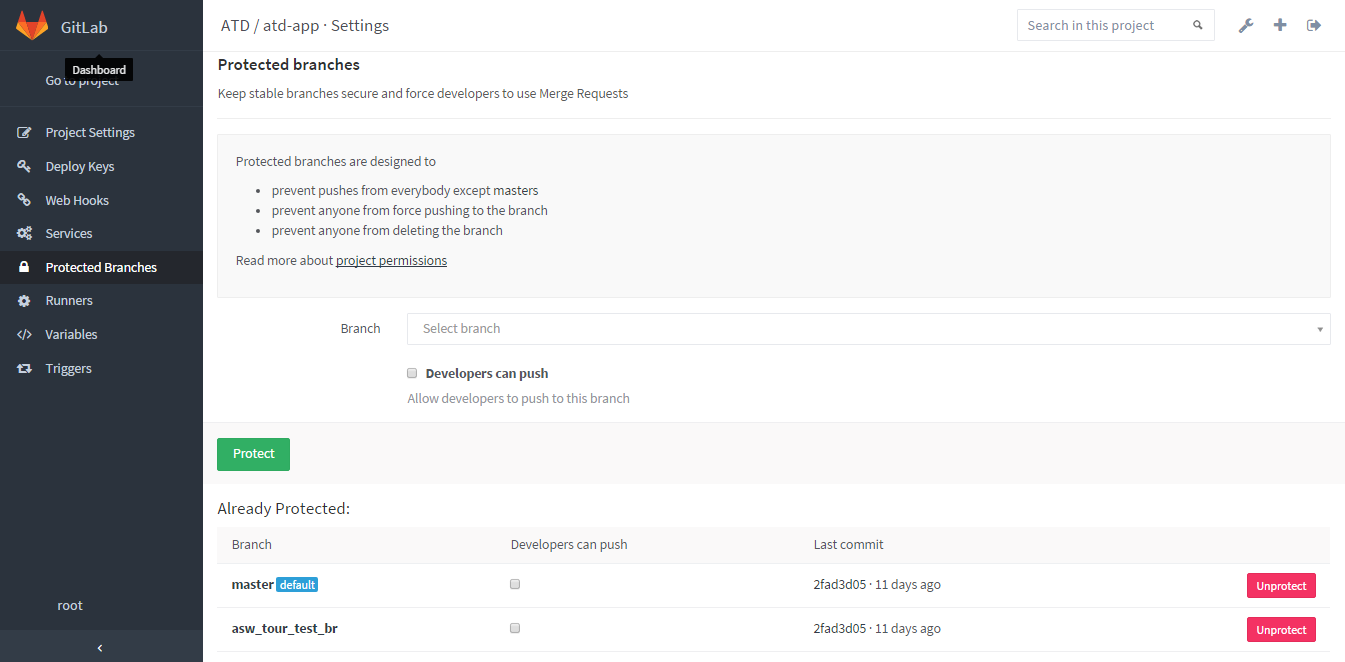 GitLab
Dashboard
Go to project
Project Settings
Deploy Keys
Web Hooks
Services
Protected Branches
Runners
Variables
Triggers
root
ATD / atd-app · Settings
Search in this project
Protected branches
Keep stable branches secure and force developers to use Merge Requests
Protected branches are designed to
• prevent pushes from everybody except masters
• prevent anyone from force pushing to the branch
• prevent anyone from deleting the branch
Read more about project permissions
Branch Select branch
Developers can push
Allow developers to push to this branch
Protect
Already Protected:
Branch Developers can push Last commit
master default 2fad3d05 · 11 days ago Unprotect
asw_tour_test_br 2fad3d05 · 11 days ago Unprotect